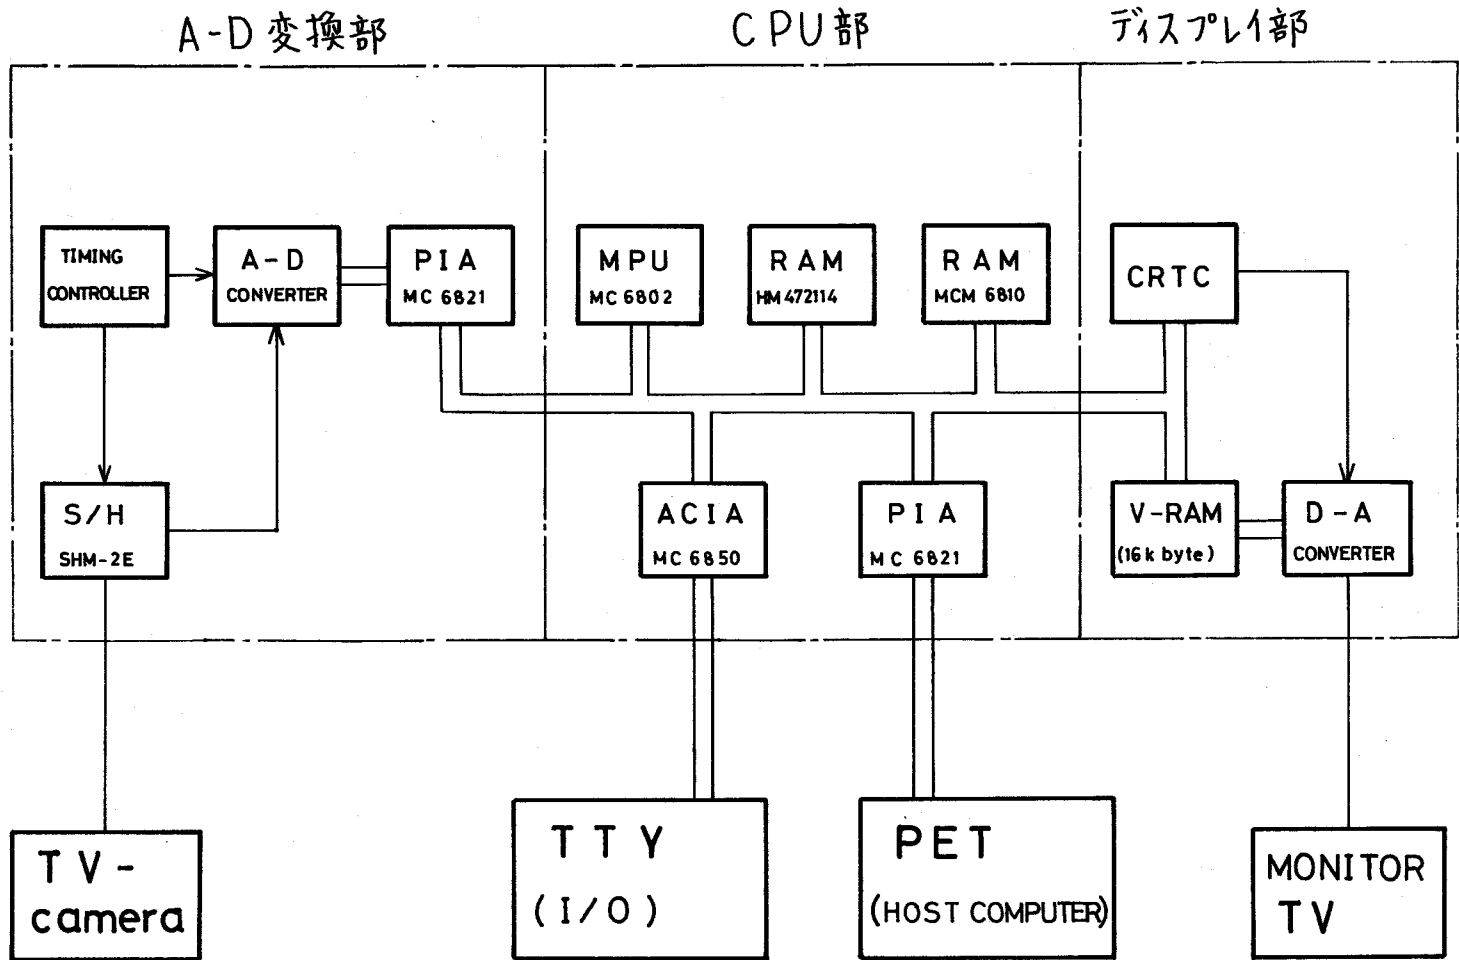 A-D 変換部
CPU部
ディスプレイ部
TIMING
CONTROLLER
A-D
CONVERTER
PIA
MC 6821
MPU
MC 6802
RAM
HM 472114
RAM
MCM 6810
CRTC
S/H
SHM-2E
ACIA
MC 6850
PIA
MC 6821
V-RAM
(16k byte)
D-A
CONVERTER
TV-
camera
TTY
(I/O)
PET
(HOST COMPUTER)
MONITOR
TV